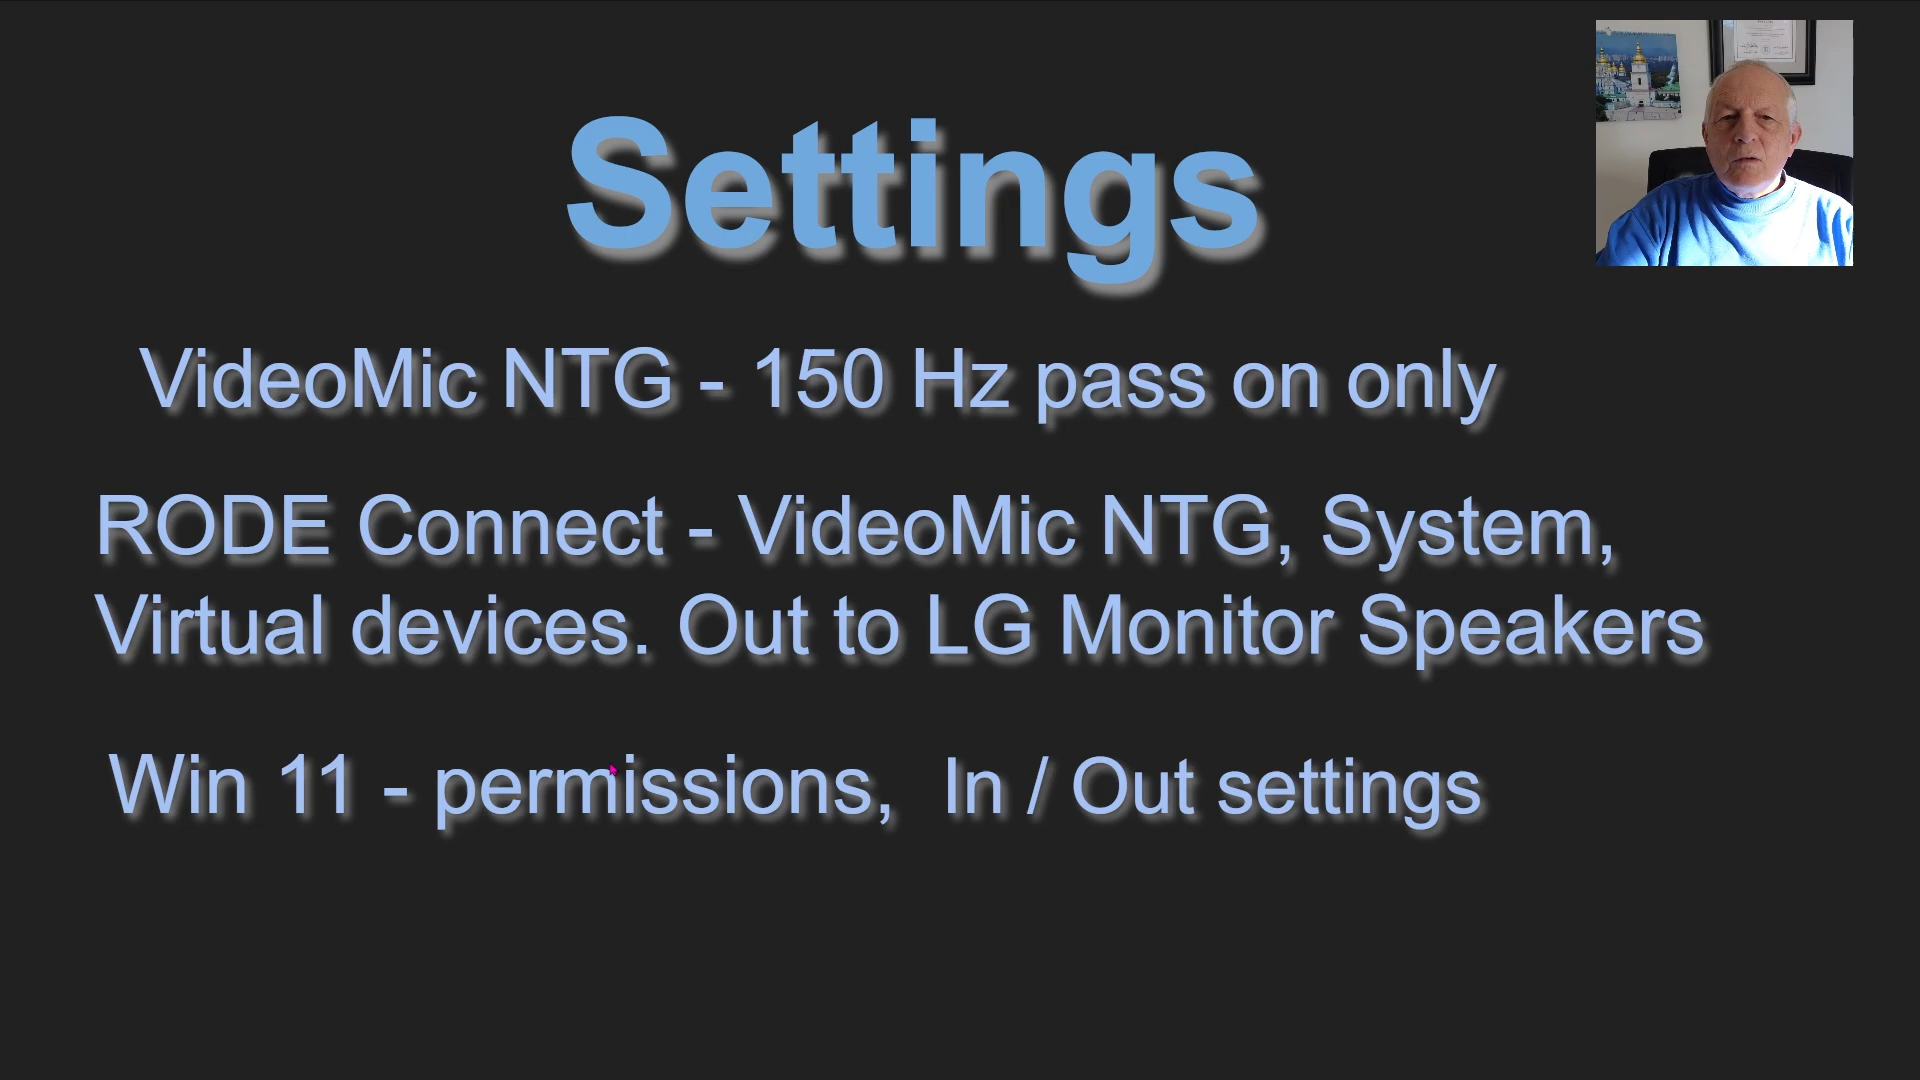 Settings
VideoMic NTG - 150 Hz pass on only
RODE Connect - VideoMic NTG, System,
Virtual devices. Out to LG Monitor Speakers
Win 11 - permissions, In / Out settings